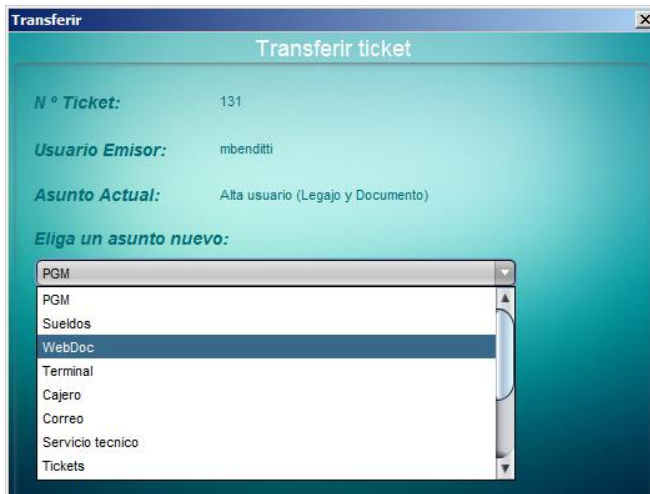 Transferir
Transferir ticket
N º Ticket: 131
Usuario Emisor: mbenditti
Asunto Actual: Alta usuario (Legajo y Documento)
Eliga un asunto nuevo:
PGM
PGM
Sueldos
WebDoc
Terminal
Cajero
Correo
Servicio tecnico
Tickets